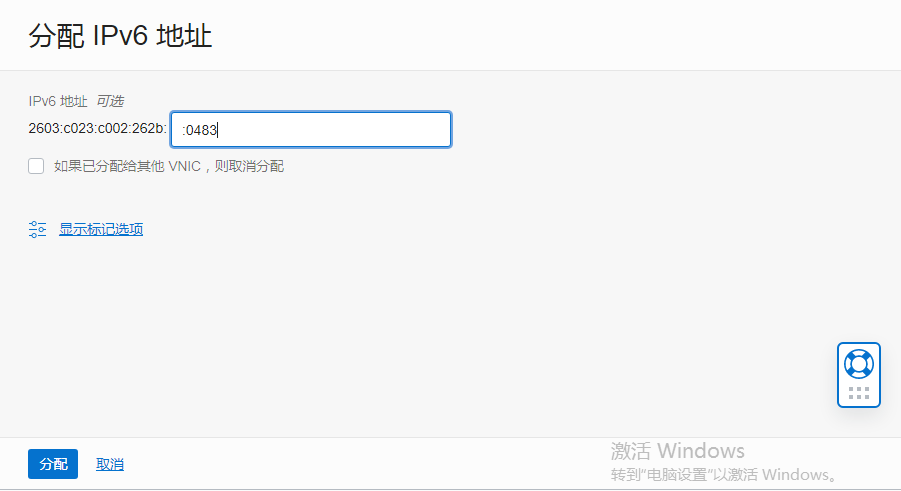 分配 IPv6 地址
IPv6 地址 可选
2603:c023:c002:262b: :0483
如果已分配给其他 VNIC，则取消分配
显示标记选项
分配 取消
激活 Windows
转到"电脑设置"以激活 Windows。